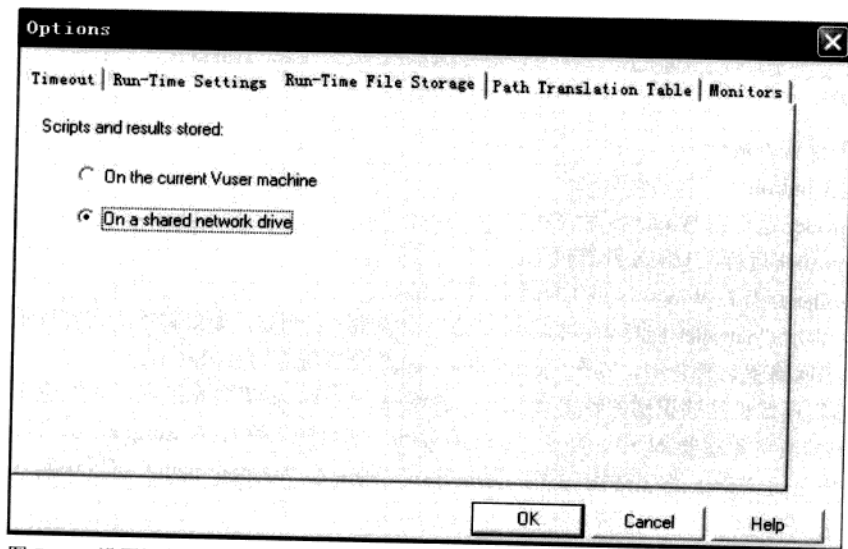 Options
Timeout Run-Time Settings Run-Time File Storage Path Translation Table Monitors
Scripts and results stored:
On the current Vuser machine
On a shared network drive
OK Cancel Help